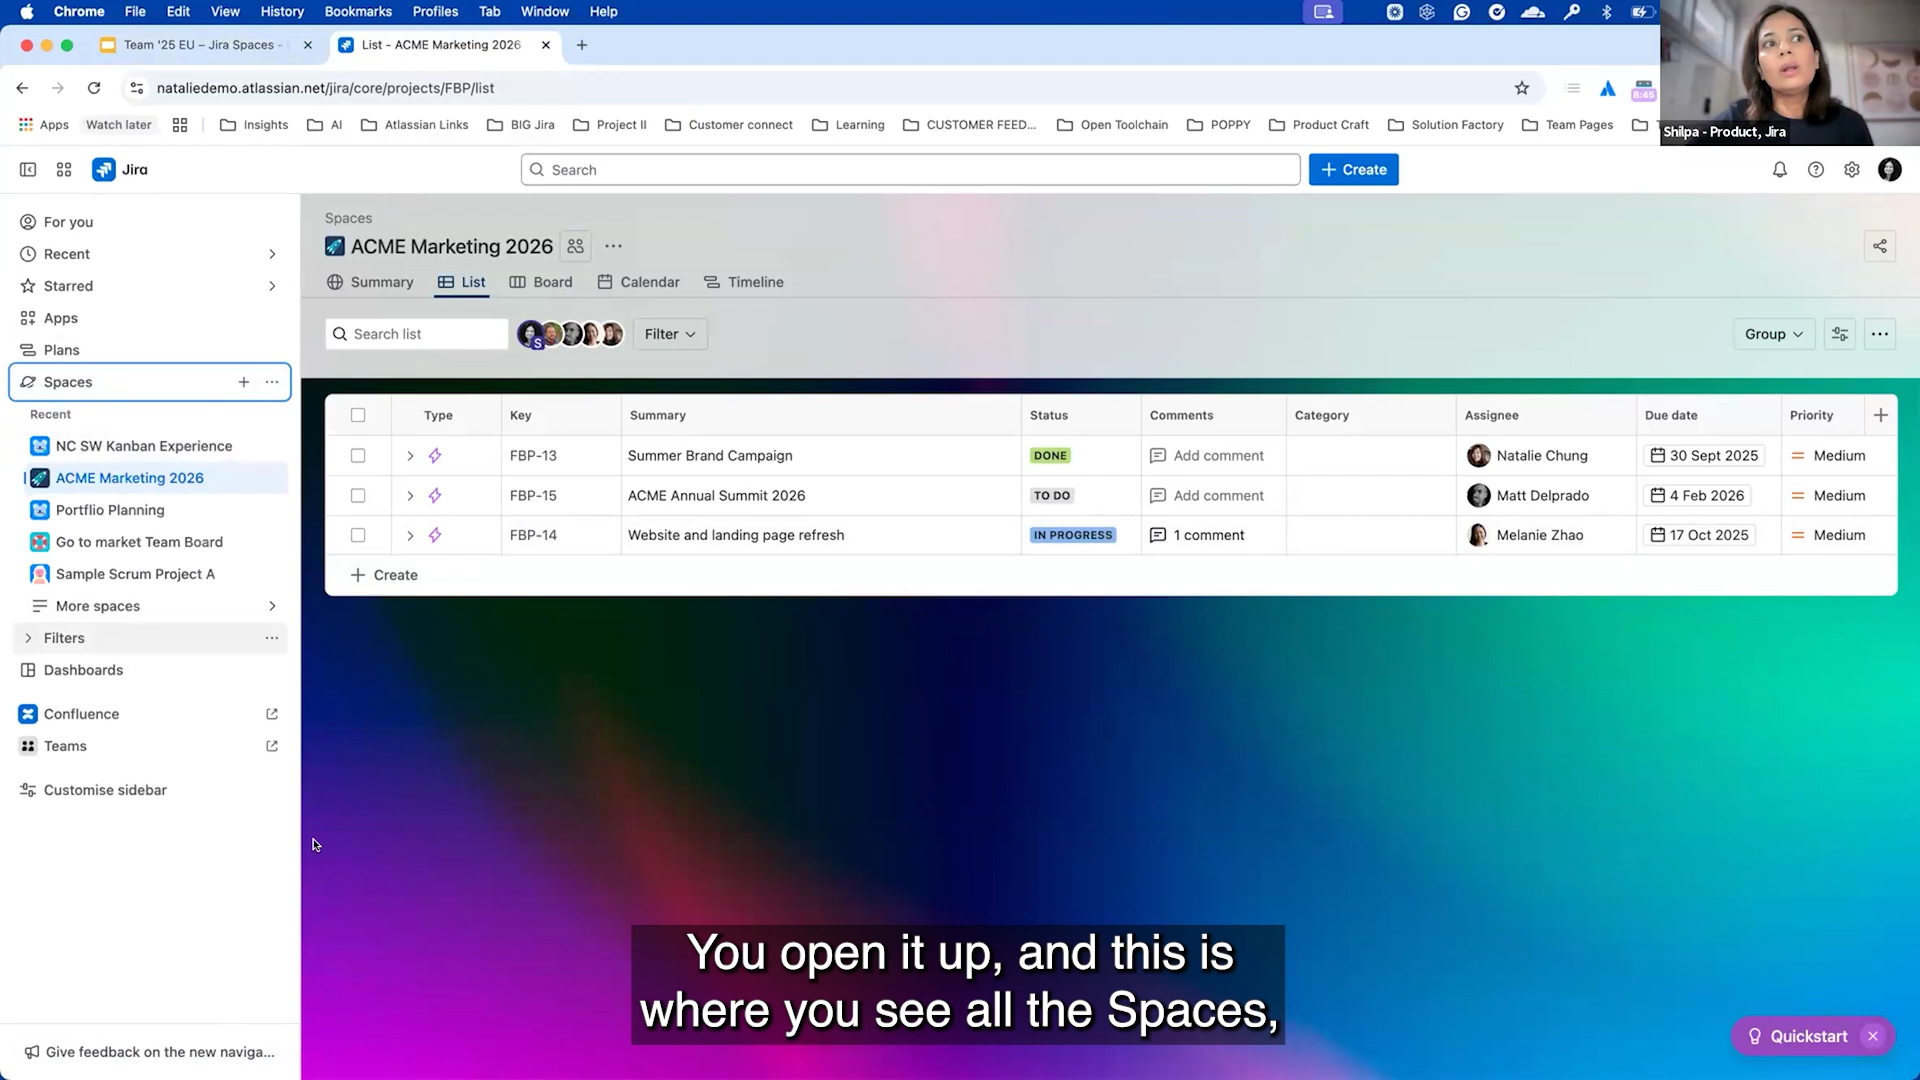 Chrome File Edit View History Bookmarks Profiles Tab Window Help
Team '25 EU – Jira Spaces -
List - ACME Marketing 2026
nataliedemo.atlassian.net/jira/core/projects/FBP/list
8:45
Apps Watch later Insights AI Atlassian Links BIG Jira Project II Customer connect Learning CUSTOMER FEED... Open Toolchain POPPY Product Craft Solution Factory Team Pages
Shilpa - Product, Jira
Jira
Search
Create
For you
Recent
Starred
Apps
Plans
Spaces
Recent
NC SW Kanban Experience
ACME Marketing 2026
Portflio Planning
Go to market Team Board
Sample Scrum Project A
More spaces
Filters
Dashboards
Confluence
Teams
Customise sidebar
Give feedback on the new naviga...
Spaces
ACME Marketing 2026
Summary List Board Calendar Timeline
Search list
S
Filter
Group
Type Key Summary Status Comments Category Assignee Due date Priority
FBP-13 Summer Brand Campaign DONE Add comment Natalie Chung 30 Sept 2025 Medium
FBP-15 ACME Annual Summit 2026 TO DO Add comment Matt Delprado 4 Feb 2026 Medium
FBP-14 Website and landing page refresh IN PROGRESS 1 comment Melanie Zhao 17 Oct 2025 Medium
Create
You open it up, and this is
where you see all the Spaces,
Quickstart